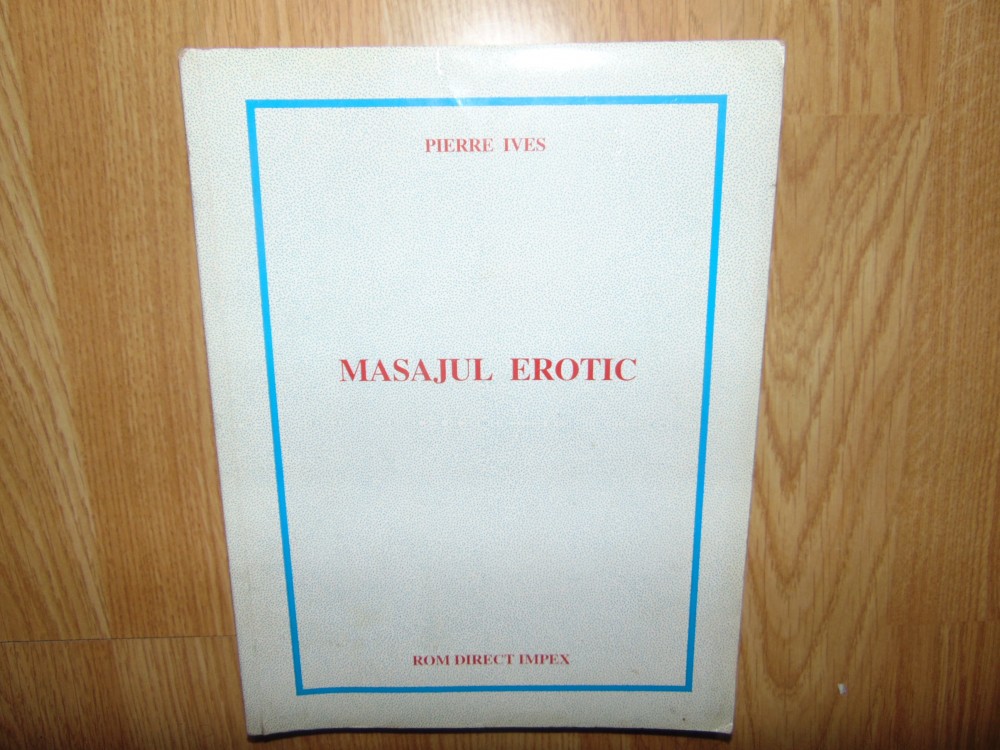 PIERRE IVES
MASAJUL EROTIC
ROM DIRECT IMPEX